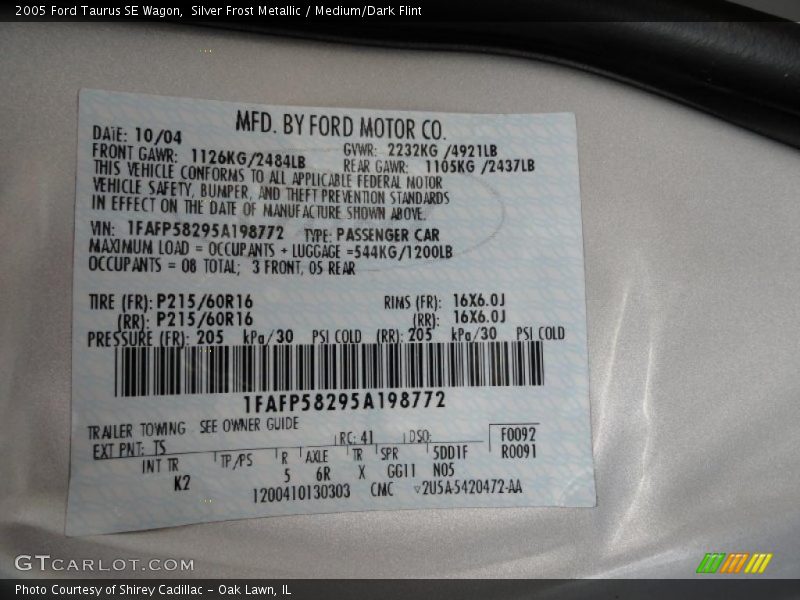 2005 Ford Taurus SE Wagon, Silver Frost Metallic / Medium/Dark Flint
MFD. BY FORD MOTOR CO.
DATE: 10/04 GVWR: 2232KG /4921LB
FRONT GAWR: 1126KG/2484LB REAR GAWR: 1105KG /2437LB
THIS VEHICLE CONFORMS TO ALL APPLICABLE FEDERAL MOTOR
VEHICLE SAFETY, BUMPER, AND THEFT PREVENTION STANDARDS
IN EFFECT ON THE DATE OF MANUFACTURE SHOWN ABOVE.
VIN: 1FAFP58295A198772 TYPE: PASSENGER CAR
MAXIMUM LOAD = OCCUPANTS + LUGGAGE =544KG/1200LB
OCCUPANTS = 08 TOTAL; 3 FRONT, 05 REAR
TIRE (FR): P215/60R16 RIMS (FR): 16X6.0J
(RR): P215/60R16 (RR): 16X6.0J
PRESSURE (FR): 205 kPa/30 PSI COLD (RR): 205 kPa/30 PSI COLD
1FAFP58295A198772
TRAILER TOWING SEE OWNER GUIDE
EXT PNT: TS RC: 41 DSO: F0092
R0091
INT TR TP/PS R AXLE TR SPR 5DD1F
K2 5 6R X GG11 N05
1200410130303 CMC 2U5A-5420472-AA
GTCARLOT.COM
Photo Courtesy of Shirey Cadillac - Oak Lawn, IL